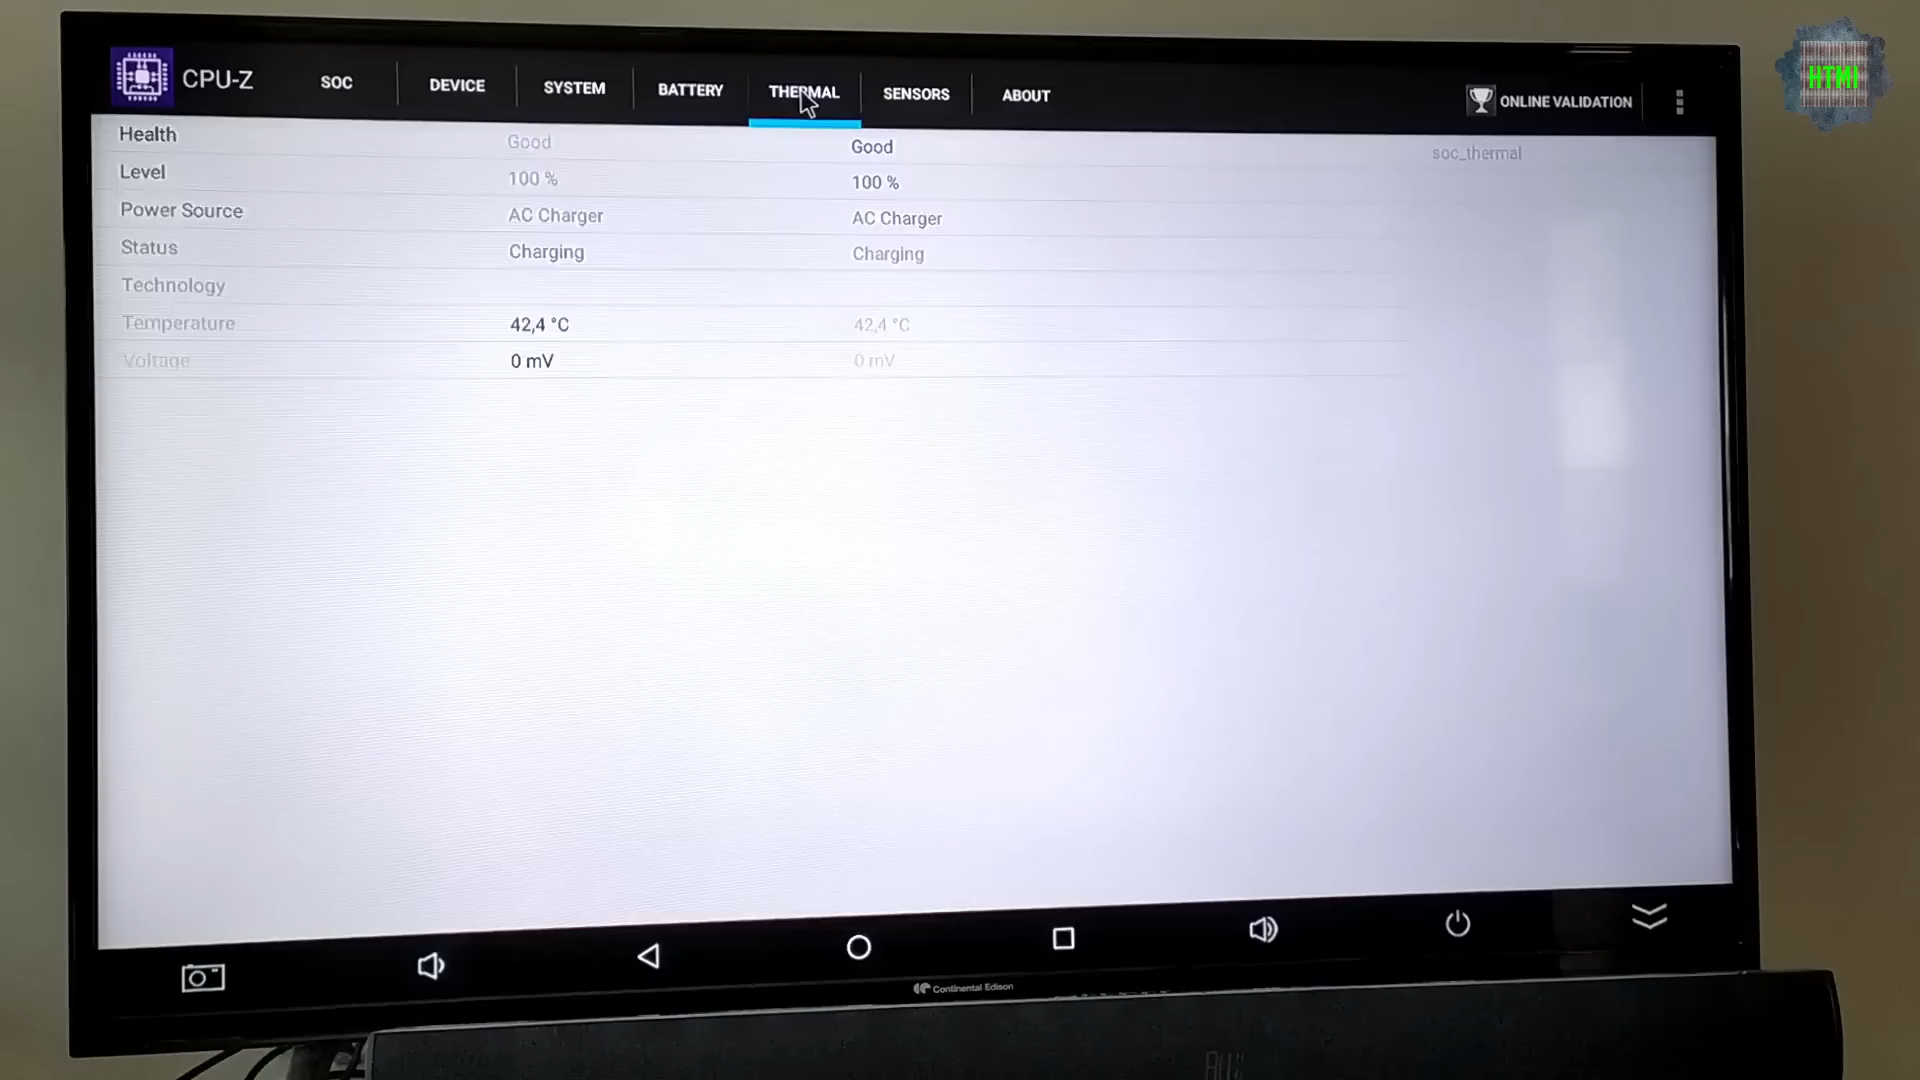 CPU-Z SOC DEVICE SYSTEM BATTERY THERMAL SENSORS ABOUT ONLINE VALIDATION
HTMI
Health Good Good soc_thermal
Level 100 % 100 %
Power Source AC Charger AC Charger
Status Charging Charging
Technology
Temperature 42,4 °C 42,4 °C
Voltage 0 mV 0 mV
Continental Edison